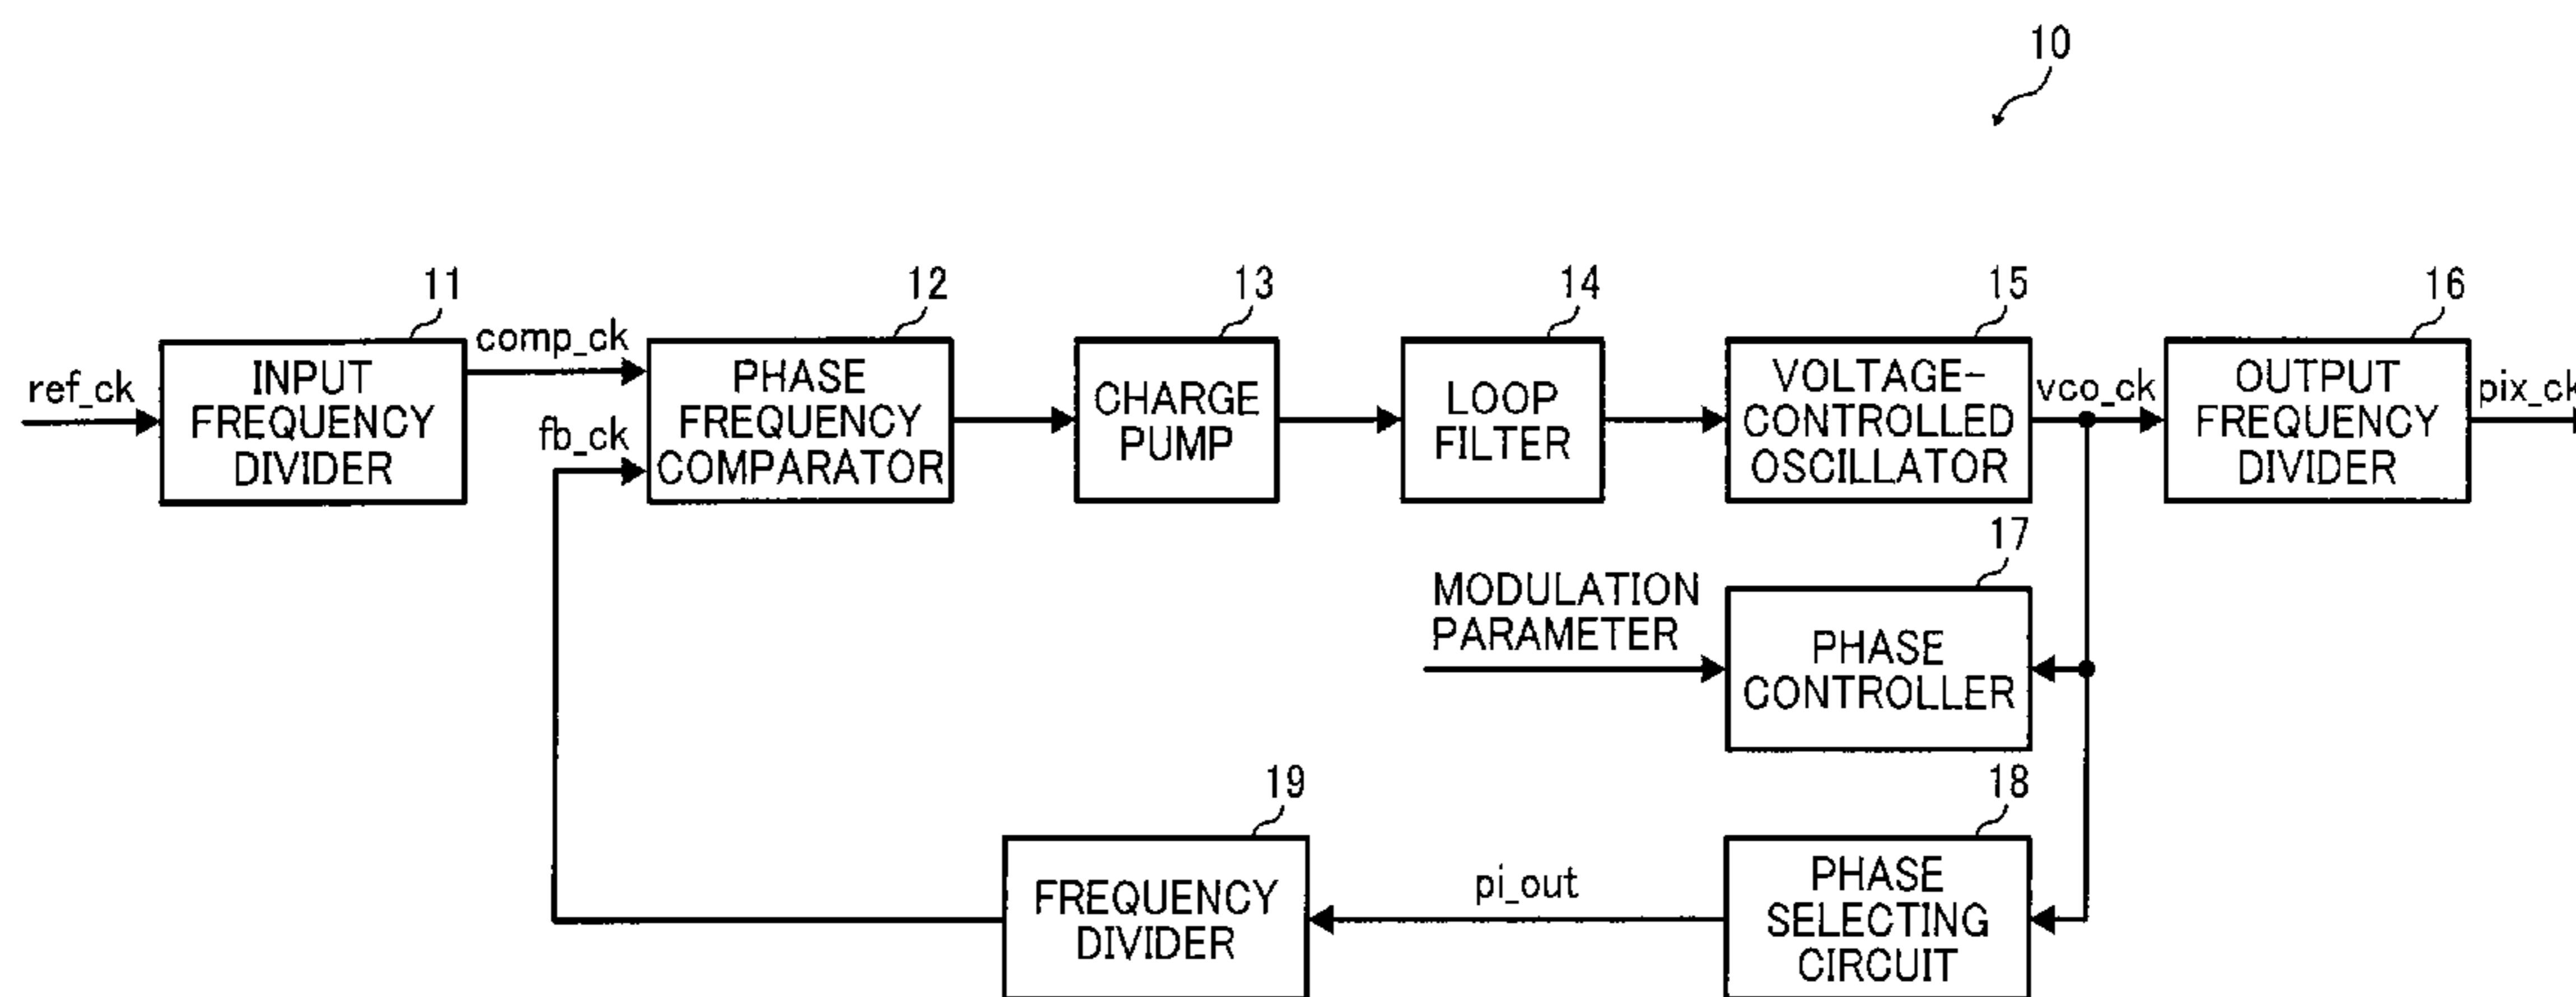 10
11
12
13
14
15
16
ref_ck
INPUT
FREQUENCY
DIVIDER
comp_ck
fb_ck
PHASE
FREQUENCY
COMPARATOR
CHARGE
PUMP
LOOP
FILTER
VOLTAGE-
CONTROLLED
OSCILLATOR
vco_ck
OUTPUT
FREQUENCY
DIVIDER
pix_ck
17
MODULATION
PARAMETER
PHASE
CONTROLLER
19
18
FREQUENCY
DIVIDER
pi_out
PHASE
SELECTING
CIRCUIT